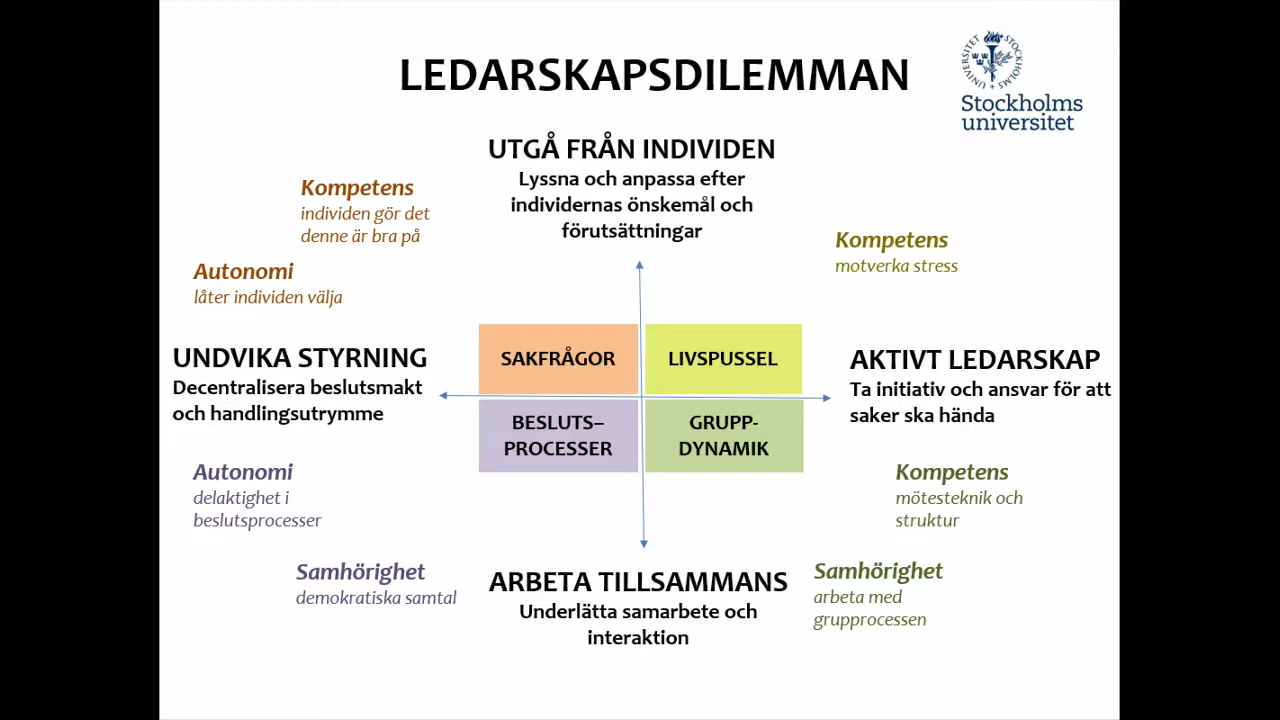 LEDARSKAPSDILEMMAN
STOCKHOLMS UNIVERSITET
Stockholms
universitet
UTGÅ FRÅN INDIVIDEN
Lyssna och anpassa efter
individernas önskemål och
förutsättningar
Kompetens
individen gör det
denne är bra på
Autonomi
låter individen välja
Kompetens
motverka stress
UNDVIKA STYRNING
Decentralisera beslutsmakt
och handlingsutrymme
SAKFRÅGOR
LIVSPUSSEL
BESLUTS–
PROCESSER
GRUPP-
DYNAMIK
AKTIVT LEDARSKAP
Ta initiativ och ansvar för att
saker ska hända
Autonomi
delaktighet i
beslutsprocesser
Kompetens
mötesteknik och
struktur
Samhörighet
demokratiska samtal
ARBETA TILLSAMMANS
Underlätta samarbete och
interaktion
Samhörighet
arbeta med
grupprocessen